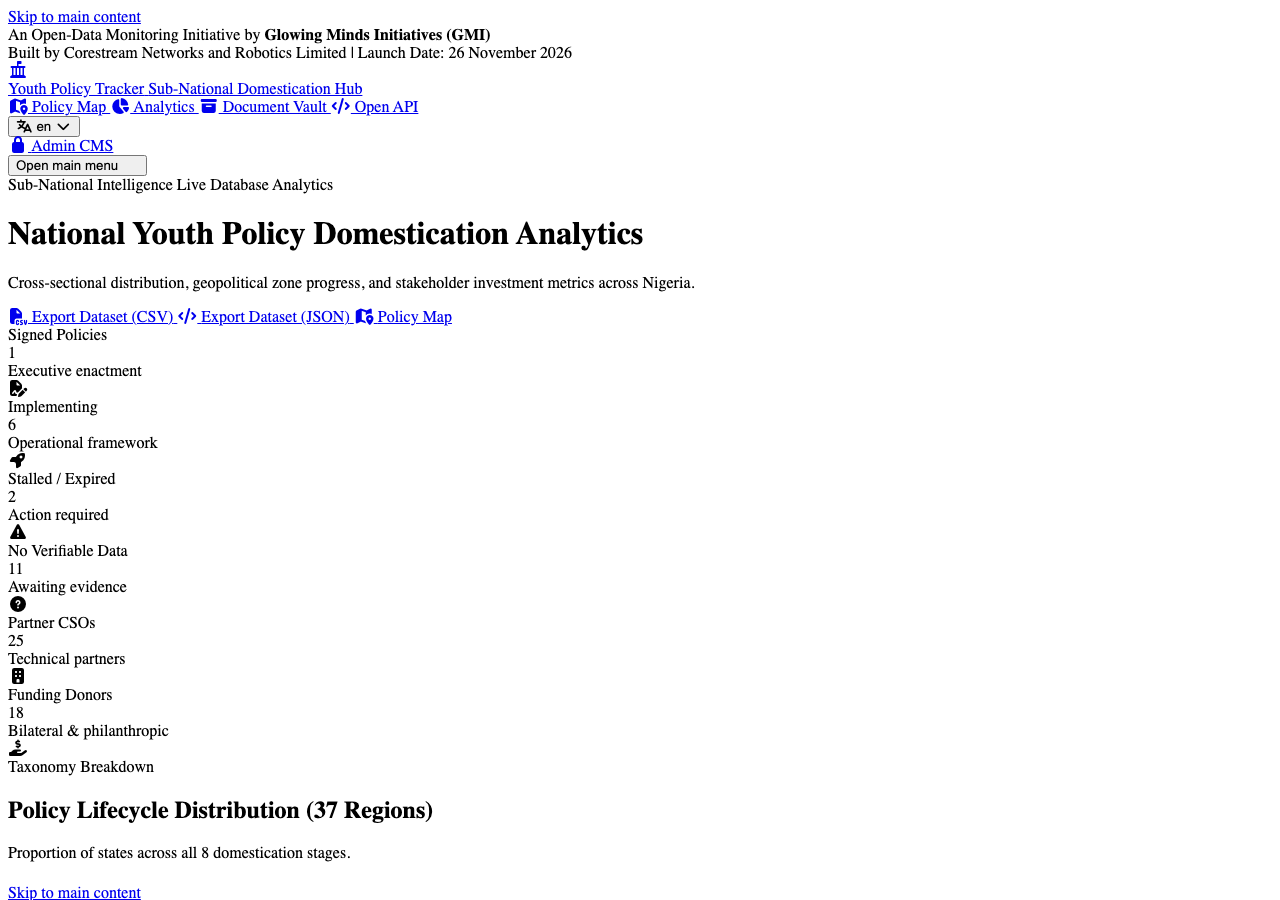 Skip to main content
An Open-Data Monitoring Initiative by Glowing Minds Initiatives (GMI)
Built by Corestream Networks and Robotics Limited | Launch Date: 26 November 2026
Youth Policy Tracker Sub-National Domestication Hub
Policy Map Analytics Document Vault Open API
en
Admin CMS
Open main menu
Sub-National Intelligence Live Database Analytics
National Youth Policy Domestication Analytics
Cross-sectional distribution, geopolitical zone progress, and stakeholder investment metrics across Nigeria.
Export Dataset (CSV) Export Dataset (JSON) Policy Map
Signed Policies
1
Executive enactment
Implementing
6
Operational framework
Stalled / Expired
2
Action required
No Verifiable Data
11
Awaiting evidence
Partner CSOs
25
Technical partners
Funding Donors
18
Bilateral & philanthropic
Taxonomy Breakdown
Policy Lifecycle Distribution (37 Regions)
Proportion of states across all 8 domestication stages.
Skip to main content